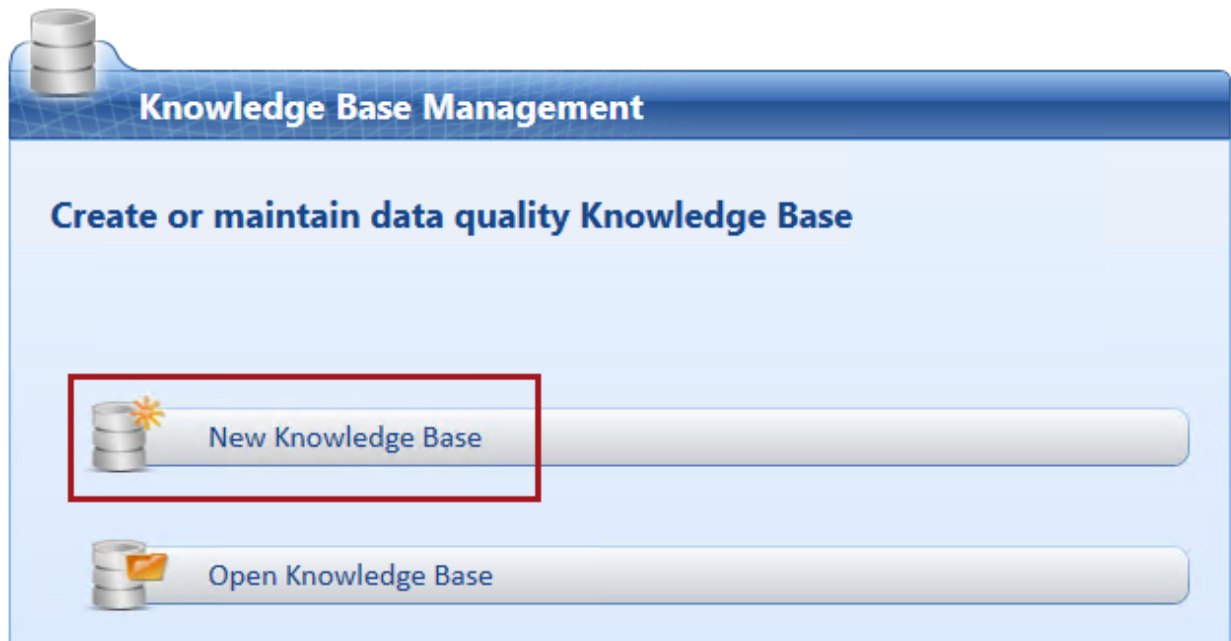 Knowledge Base Management
Create or maintain data quality Knowledge Base
New Knowledge Base
Open Knowledge Base